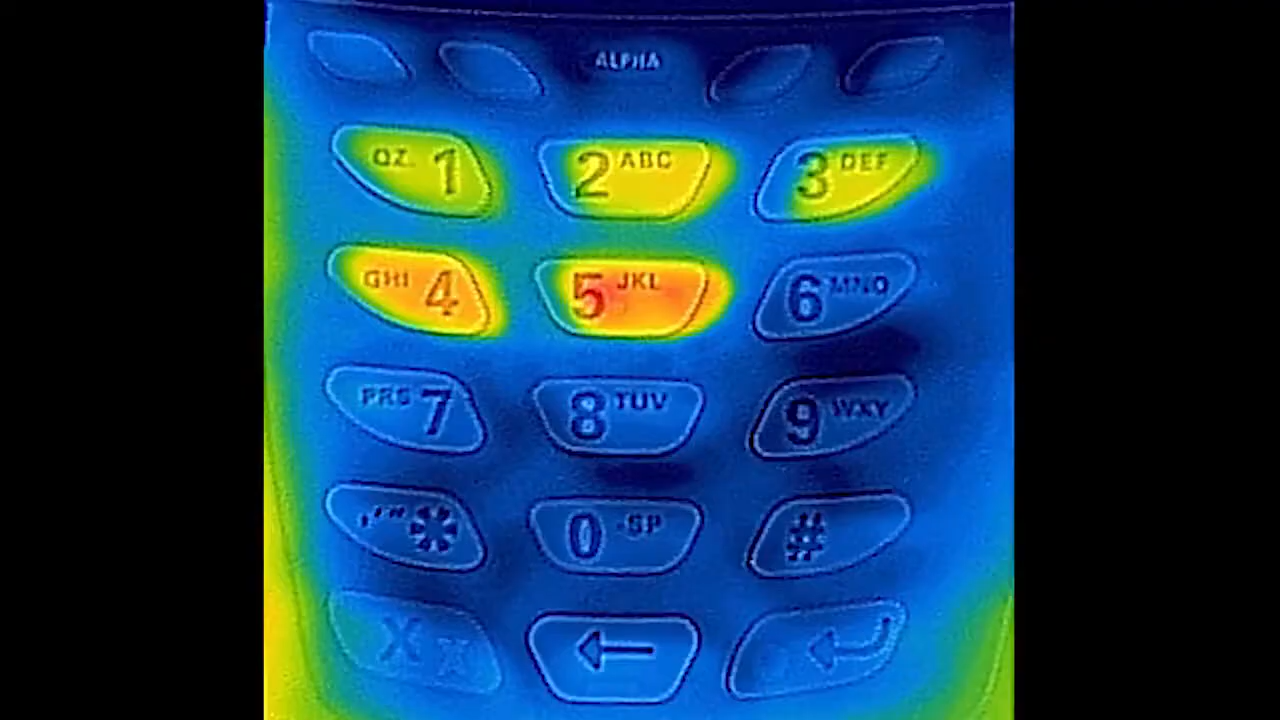 ALPHA
QZ. 1 2 ABC 3 DEF
GHI 4 5 JKL 6 MNO
PRS 7 8 TUV 9 WXY
* 0 -SP #